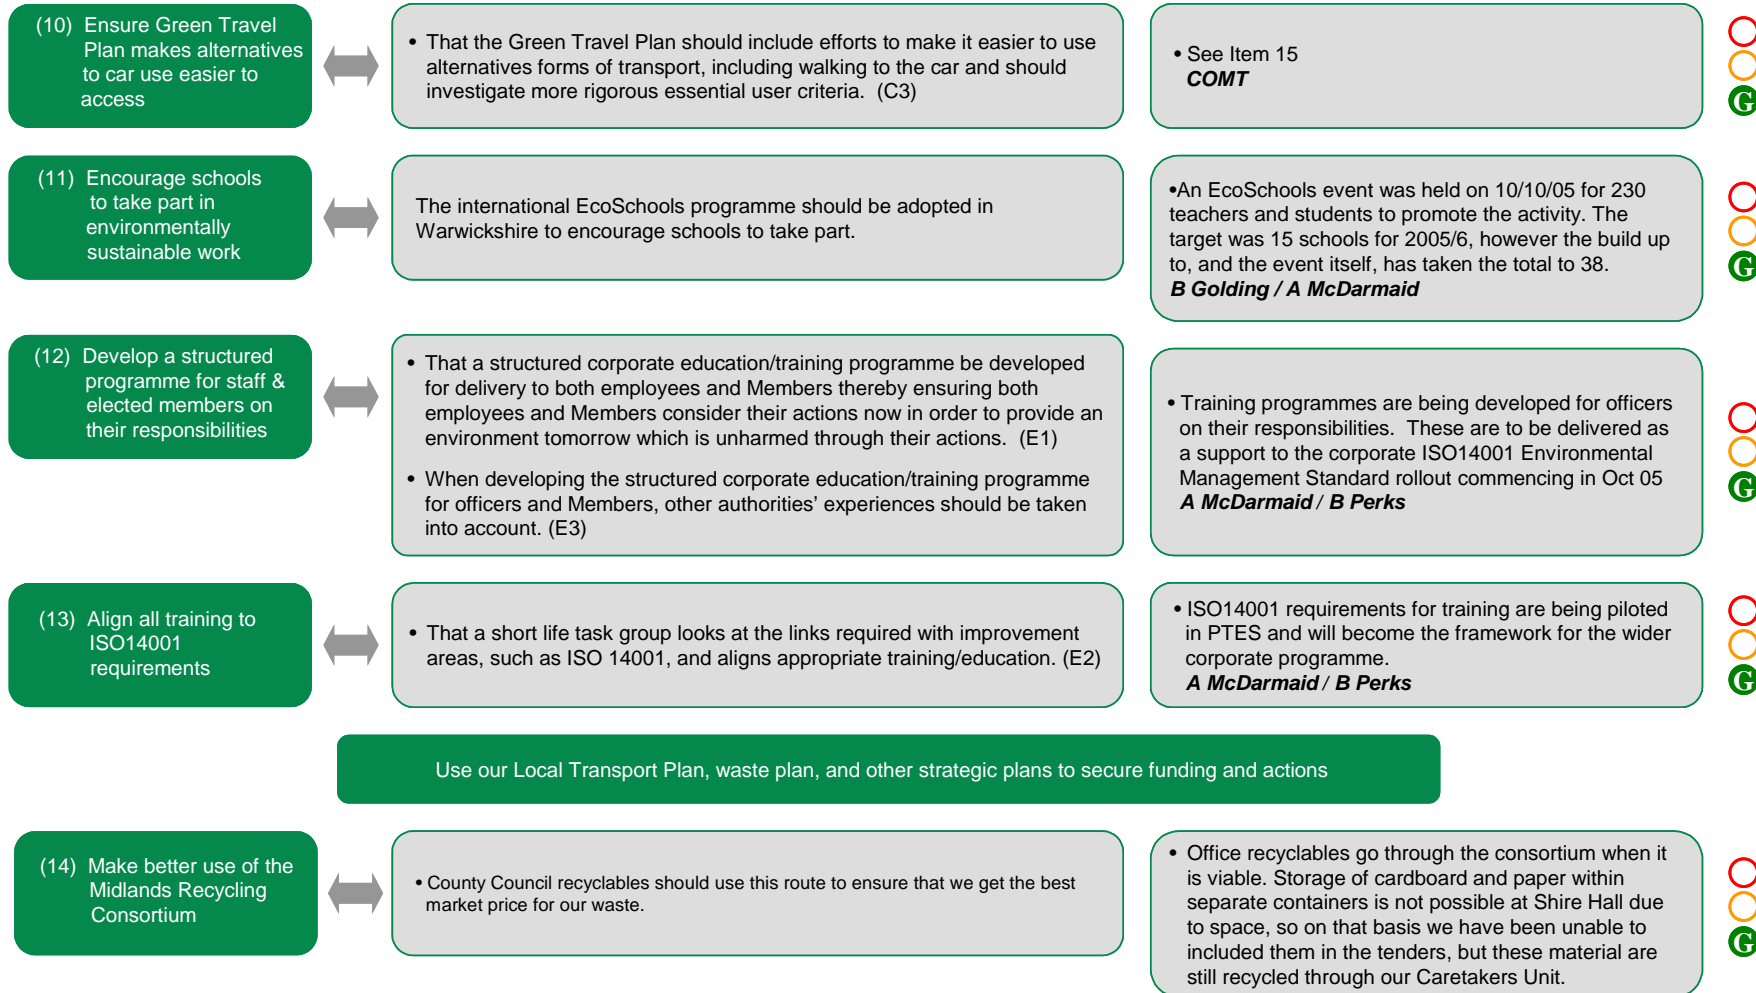 (10) Ensure Green Travel
Plan makes alternatives
to car use easier to
access
• That the Green Travel Plan should include efforts to make it easier to use
alternatives forms of transport, including walking to the car and should
investigate more rigorous essential user criteria. (C3)
• See Item 15
COMT
G
(11) Encourage schools
to take part in
environmentally
sustainable work
The international EcoSchools programme should be adopted in
Warwickshire to encourage schools to take part.
•An EcoSchools event was held on 10/10/05 for 230
teachers and students to promote the activity. The
target was 15 schools for 2005/6, however the build up
to, and the event itself, has taken the total to 38.
B Golding / A McDarmaid
G
(12) Develop a structured
programme for staff &
elected members on
their responsibilities
• That a structured corporate education/training programme be developed
for delivery to both employees and Members thereby ensuring both
employees and Members consider their actions now in order to provide an
environment tomorrow which is unharmed through their actions. (E1)
• When developing the structured corporate education/training programme
for officers and Members, other authorities' experiences should be taken
into account. (E3)
• Training programmes are being developed for officers
on their responsibilities. These are to be delivered as
a support to the corporate ISO14001 Environmental
Management Standard rollout commencing in Oct 05
A McDarmaid / B Perks
G
(13) Align all training to
ISO14001
requirements
• That a short life task group looks at the links required with improvement
areas, such as ISO 14001, and aligns appropriate training/education. (E2)
• ISO14001 requirements for training are being piloted
in PTES and will become the framework for the wider
corporate programme.
A McDarmaid / B Perks
G
Use our Local Transport Plan, waste plan, and other strategic plans to secure funding and actions
(14) Make better use of the
Midlands Recycling
Consortium
• County Council recyclables should use this route to ensure that we get the best
market price for our waste.
• Office recyclables go through the consortium when it
is viable. Storage of cardboard and paper within
separate containers is not possible at Shire Hall due
to space, so on that basis we have been unable to
included them in the tenders, but these material are
still recycled through our Caretakers Unit.
G